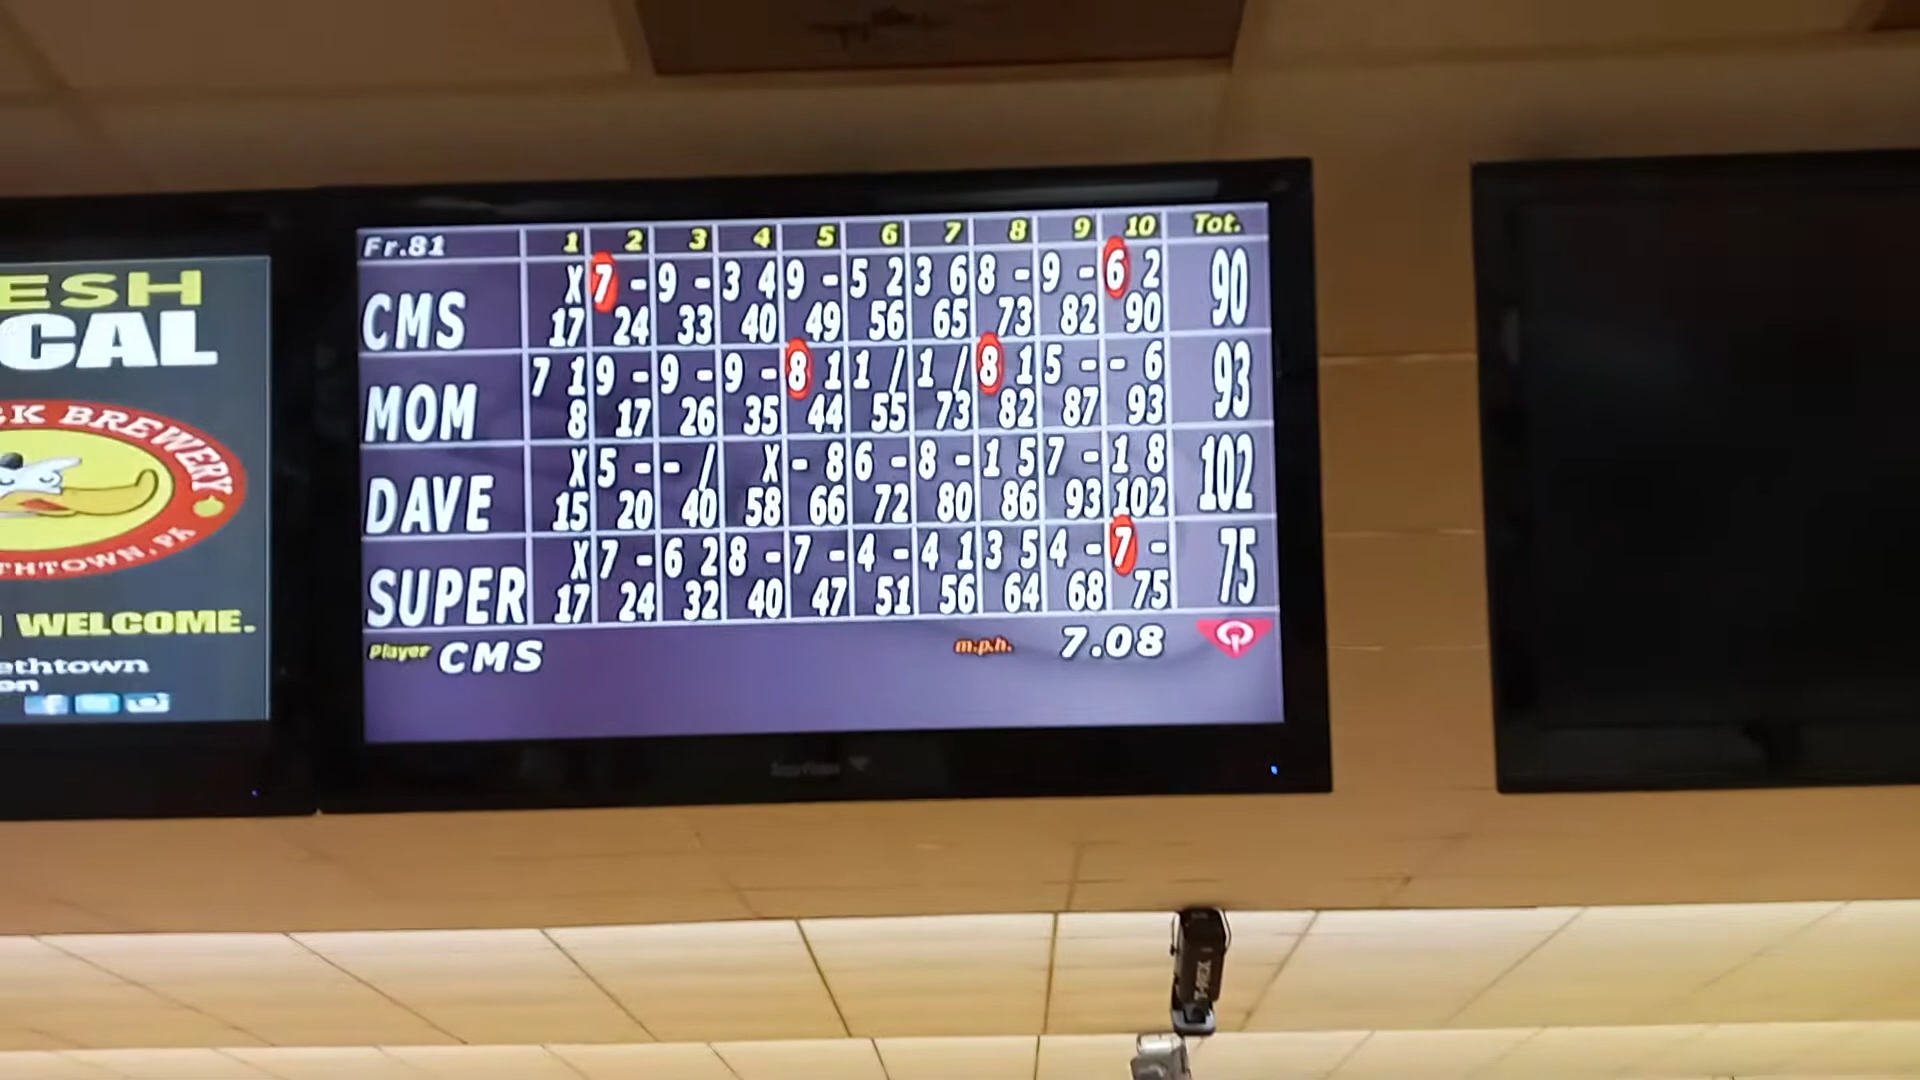 ESH
CAL
K BREWERY
THTOWN, PA
WELCOME.
ethtown
on
Fr.81 1 2 3 4 5 6 7 8 9 10 Tot.
X 7 - 9 - 3 4 9 - 5 2 3 6 8 - 9 - 6 2
CMS 17 24 33 40 49 56 65 73 82 90 90
7 1 9 - 9 - 9 - 8 1 1 / 1 / 8 1 5 - - 6
MOM 8 17 26 35 44 55 73 82 87 93 93
X 5 - - / X - 8 6 - 8 - 1 5 7 - 1 8
DAVE 15 20 40 58 66 72 80 86 93 102 102
X 7 - 6 2 8 - 7 - 4 - 4 1 3 5 4 - 7 -
SUPER 17 24 32 40 47 51 56 64 68 75 75
Player CMS m.p.h. 7.08
T-REX